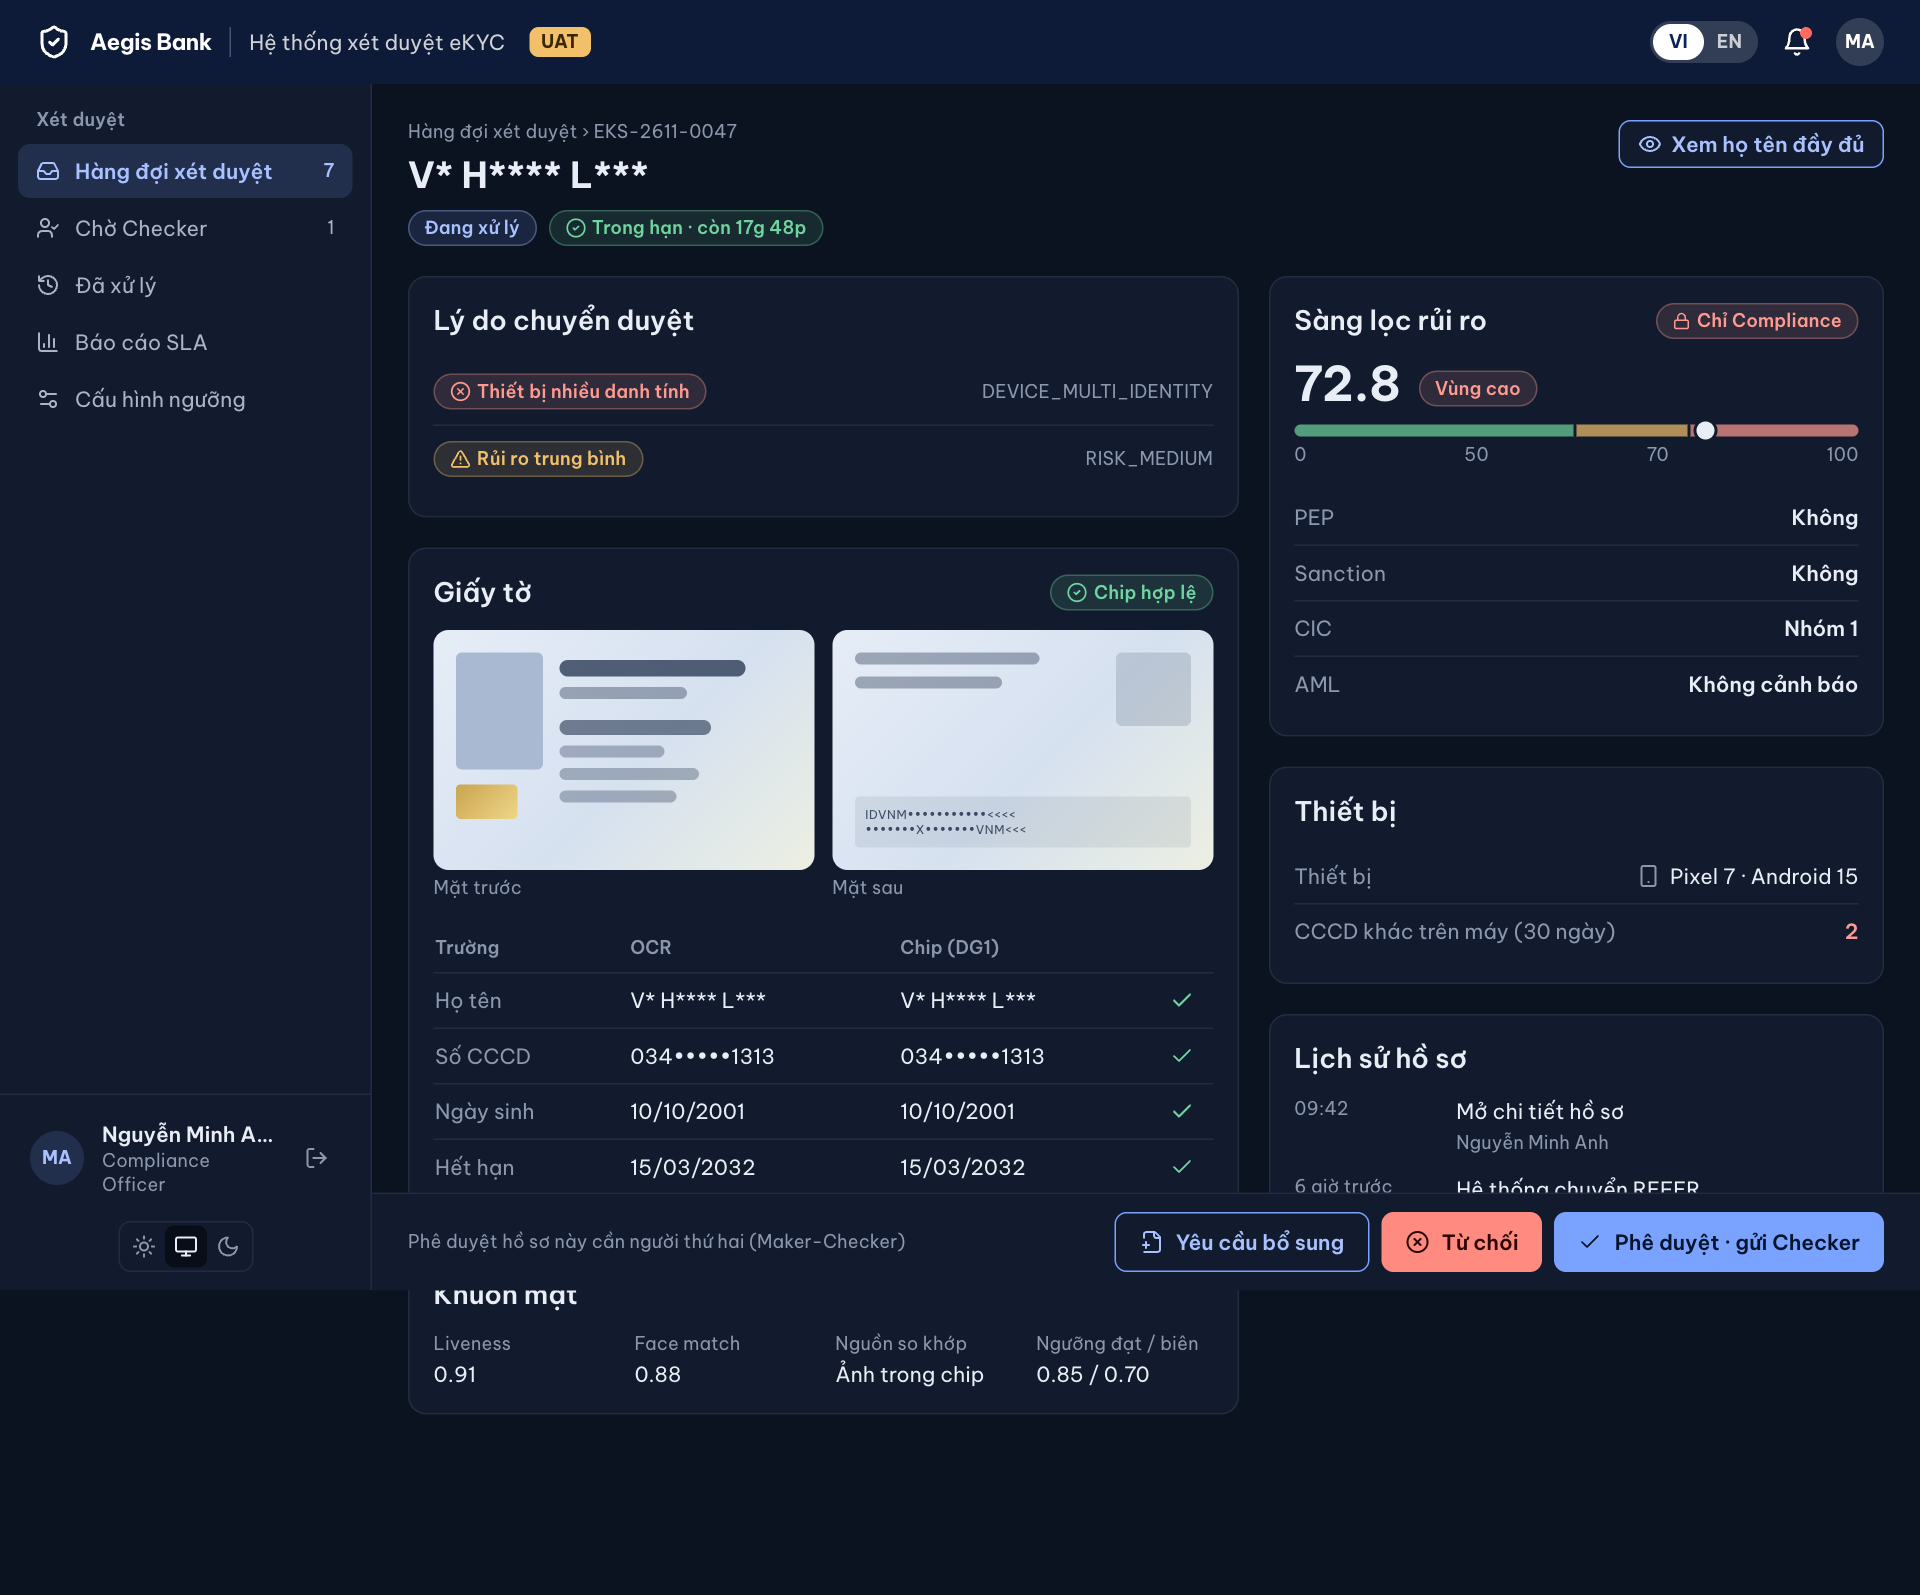 Aegis Bank
Hệ thống xét duyệt eKYC
UAT
VI
EN
MA
Xét duyệt
Hàng đợi xét duyệt 7
Chờ Checker 1
Đã xử lý
Báo cáo SLA
Cấu hình ngưỡng
Nguyễn Minh A...
MA
Compliance
Officer
Hàng đợi xét duyệt › EKS-2611-0047
V* H**** L***
Xem họ tên đầy đủ
Đang xử lý
Trong hạn · còn 17g 48p
Lý do chuyển duyệt
Thiết bị nhiều danh tính DEVICE_MULTI_IDENTITY
Rủi ro trung bình RISK_MEDIUM
Giấy tờ
Chip hợp lệ
IDVNM•••••••••••<<<<
•••••••X•••••••VNM<<<
Mặt trước
Mặt sau
Trường OCR Chip (DG1)
Họ tên V* H**** L*** V* H**** L***
Số CCCD 034•••••1313 034•••••1313
Ngày sinh 10/10/2001 10/10/2001
Hết hạn 15/03/2032 15/03/2032
Sàng lọc rủi ro
Chỉ Compliance
72.8 Vùng cao
0 50 70 100
PEP Không
Sanction Không
CIC Nhóm 1
AML Không cảnh báo
Thiết bị
Thiết bị Pixel 7 · Android 15
CCCD khác trên máy (30 ngày) 2
Lịch sử hồ sơ
09:42 Mở chi tiết hồ sơ
Nguyễn Minh Anh
6 giờ trước Hệ thống chuyển REFER
Phê duyệt hồ sơ này cần người thứ hai (Maker-Checker)
Yêu cầu bổ sung
Từ chối
Phê duyệt · gửi Checker
Khuôn mặt
Liveness Face match Nguồn so khớp Ngưỡng đạt / biên
0.91 0.88 Ảnh trong chip 0.85 / 0.70